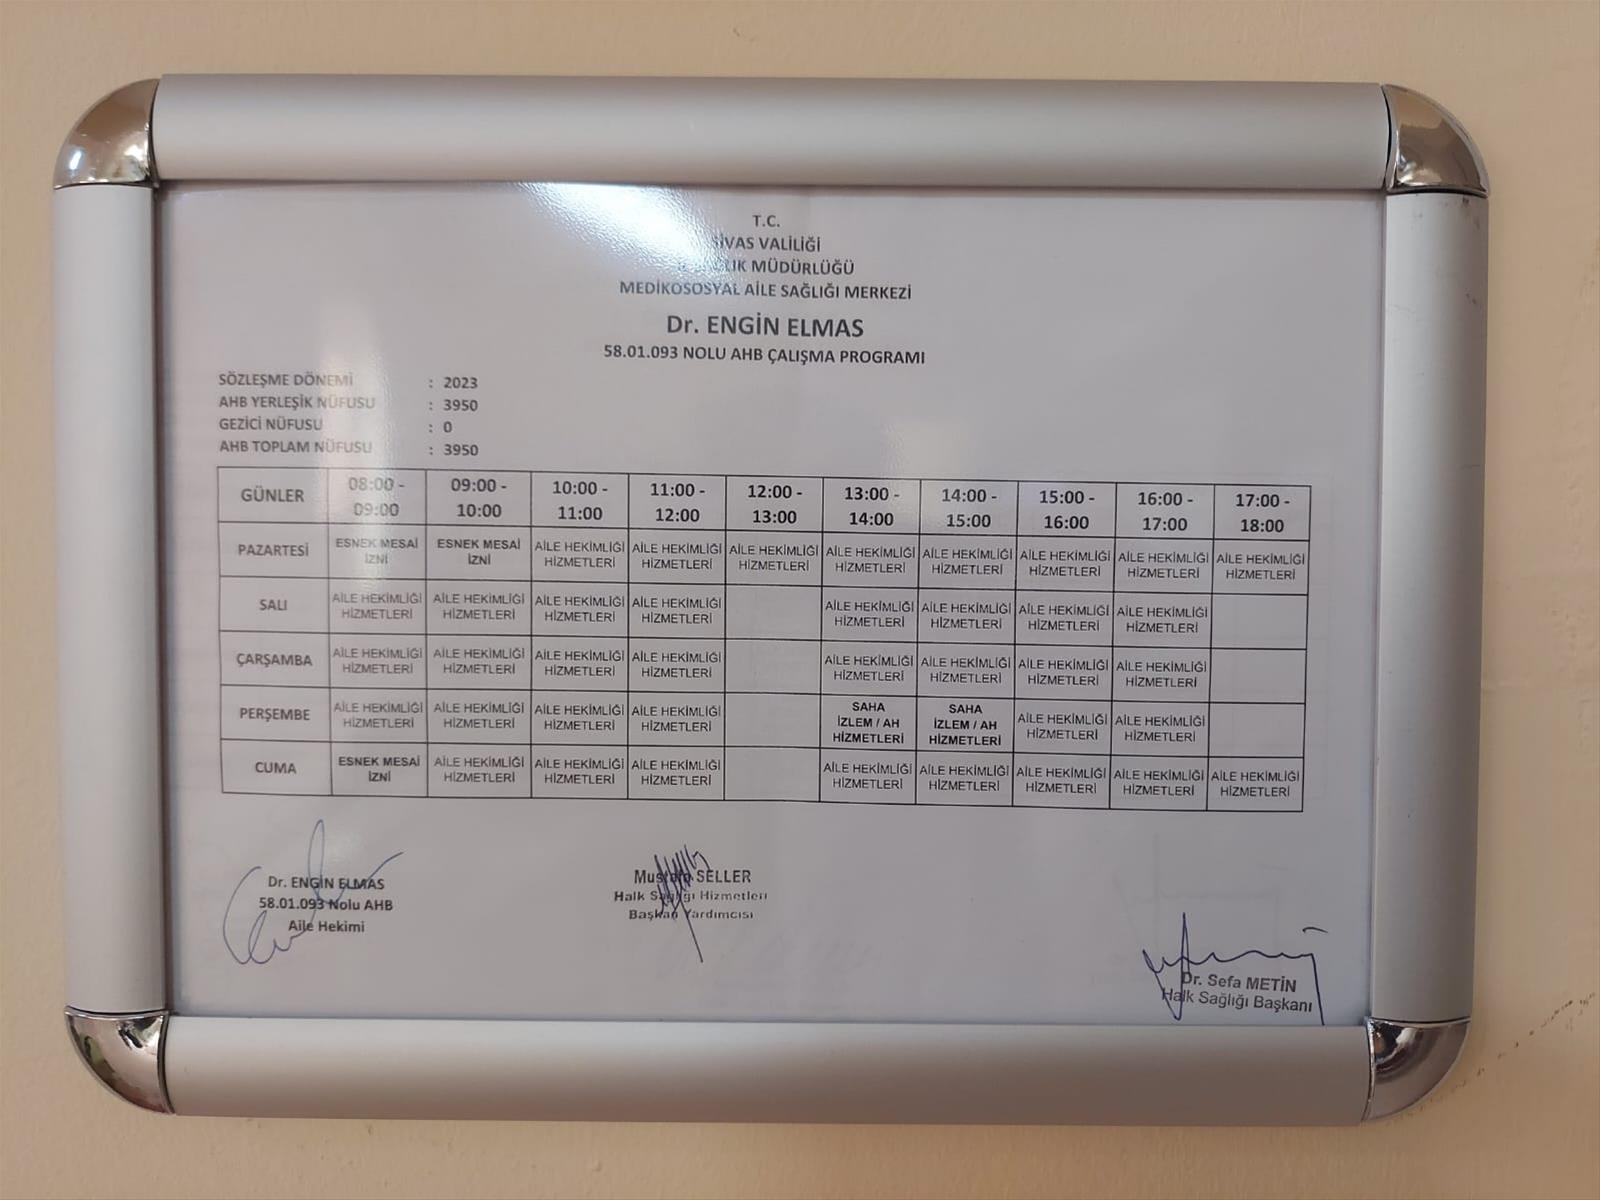 T.C.
SİVAS VALİLİĞİ
SAĞLIK MÜDÜRLÜĞÜ
MEDİKOSOSYAL AİLE SAĞLIĞI MERKEZİ
Dr. ENGİN ELMAS
58.01.093 NOLU AHB ÇALIŞMA PROGRAMI
SÖZLEŞME DÖNEMİ : 2023
AHB YERLEŞİK NÜFUSU : 3950
GEZİCİ NÜFUSU : 0
AHB TOPLAM NÜFUSU : 3950
GÜNLER 08:00 - 09:00 09:00 - 10:00 10:00 - 11:00 11:00 - 12:00 12:00 - 13:00 13:00 - 14:00 14:00 - 15:00 15:00 - 16:00 16:00 - 17:00 17:00 - 18:00
PAZARTESİ ESNEK MESAİ İZNİ ESNEK MESAİ İZNİ AİLE HEKİMLİĞİ HİZMETLERİ AİLE HEKİMLİĞİ HİZMETLERİ AİLE HEKİMLİĞİ HİZMETLERİ AİLE HEKİMLİĞİ HİZMETLERİ AİLE HEKİMLİĞİ HİZMETLERİ AİLE HEKİMLİĞİ HİZMETLERİ AİLE HEKİMLİĞİ HİZMETLERİ AİLE HEKİMLİĞİ HİZMETLERİ
SALI AİLE HEKİMLİĞİ HİZMETLERİ AİLE HEKİMLİĞİ HİZMETLERİ AİLE HEKİMLİĞİ HİZMETLERİ AİLE HEKİMLİĞİ HİZMETLERİ AİLE HEKİMLİĞİ HİZMETLERİ AİLE HEKİMLİĞİ HİZMETLERİ AİLE HEKİMLİĞİ HİZMETLERİ AİLE HEKİMLİĞİ HİZMETLERİ
ÇARŞAMBA AİLE HEKİMLİĞİ HİZMETLERİ AİLE HEKİMLİĞİ HİZMETLERİ AİLE HEKİMLİĞİ HİZMETLERİ AİLE HEKİMLİĞİ HİZMETLERİ AİLE HEKİMLİĞİ HİZMETLERİ AİLE HEKİMLİĞİ HİZMETLERİ AİLE HEKİMLİĞİ HİZMETLERİ AİLE HEKİMLİĞİ HİZMETLERİ
PERŞEMBE AİLE HEKİMLİĞİ HİZMETLERİ AİLE HEKİMLİĞİ HİZMETLERİ AİLE HEKİMLİĞİ HİZMETLERİ AİLE HEKİMLİĞİ HİZMETLERİ SAHA İZLEM / AH HİZMETLERİ SAHA İZLEM / AH HİZMETLERİ AİLE HEKİMLİĞİ HİZMETLERİ AİLE HEKİMLİĞİ HİZMETLERİ
CUMA ESNEK MESAİ İZNİ AİLE HEKİMLİĞİ HİZMETLERİ AİLE HEKİMLİĞİ HİZMETLERİ AİLE HEKİMLİĞİ HİZMETLERİ AİLE HEKİMLİĞİ HİZMETLERİ AİLE HEKİMLİĞİ HİZMETLERİ AİLE HEKİMLİĞİ HİZMETLERİ AİLE HEKİMLİĞİ HİZMETLERİ AİLE HEKİMLİĞİ HİZMETLERİ
Dr. ENGİN ELMAS
58.01.093 Nolu AHB
Aile Hekimi
Mustafa SELLER
Halk Sağlığı Hizmetleri
Başkan Yardımcısı
Dr. Sefa METİN
Halk Sağlığı Başkanı